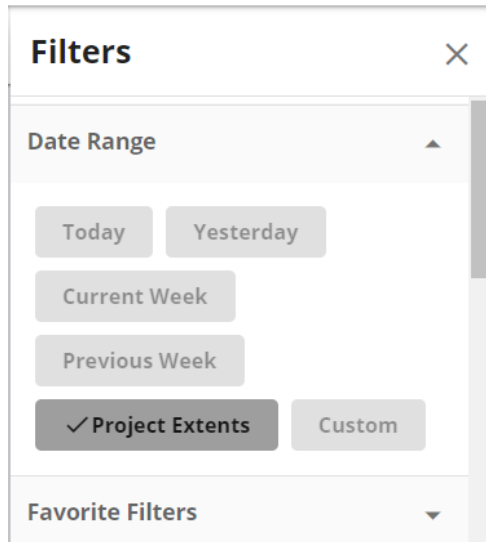 Filters
Date Range
Today Yesterday
Current Week
Previous Week
Project Extents Custom
Favorite Filters